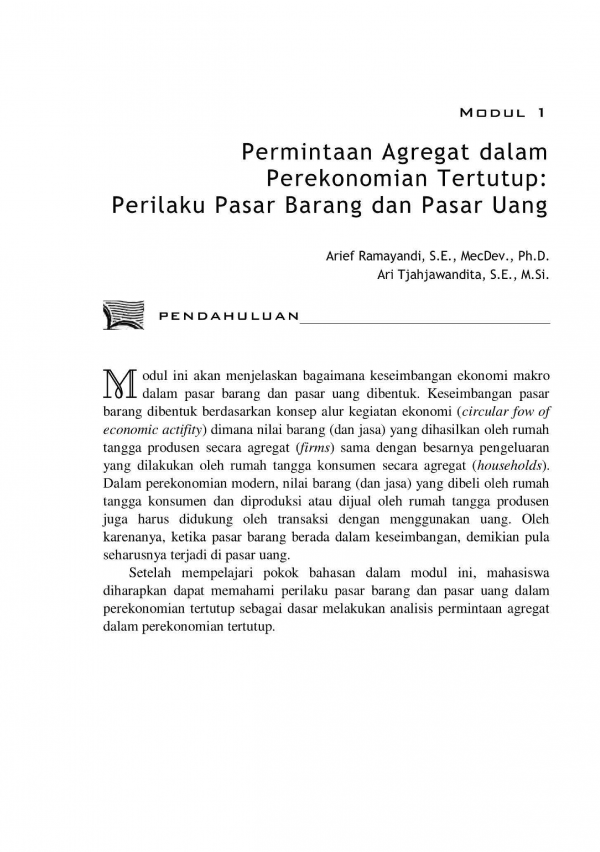 Modul 1
Permintaan Agregat dalam
Perekonomian Tertutup:
Perilaku Pasar Barang dan Pasar Uang
Arief Ramayandi, S.E., MecDev., Ph.D.
Ari Tjahjawandita, S.E., M.Si.
PENDAHULUAN
Modul ini akan menjelaskan bagaimana keseimbangan ekonomi makro
dalam pasar barang dan pasar uang dibentuk. Keseimbangan pasar
barang dibentuk berdasarkan konsep alur kegiatan ekonomi (circular fow of
economic actifity) dimana nilai barang (dan jasa) yang dihasilkan oleh rumah
tangga produsen secara agregat (firms) sama dengan besarnya pengeluaran
yang dilakukan oleh rumah tangga konsumen secara agregat (households).
Dalam perekonomian modern, nilai barang (dan jasa) yang dibeli oleh rumah
tangga konsumen dan diproduksi atau dijual oleh rumah tangga produsen
juga harus didukung oleh transaksi dengan menggunakan uang. Oleh
karenanya, ketika pasar barang berada dalam keseimbangan, demikian pula
seharusnya terjadi di pasar uang.
Setelah mempelajari pokok bahasan dalam modul ini, mahasiswa
diharapkan dapat memahami perilaku pasar barang dan pasar uang dalam
perekonomian tertutup sebagai dasar melakukan analisis permintaan agregat
dalam perekonomian tertutup.